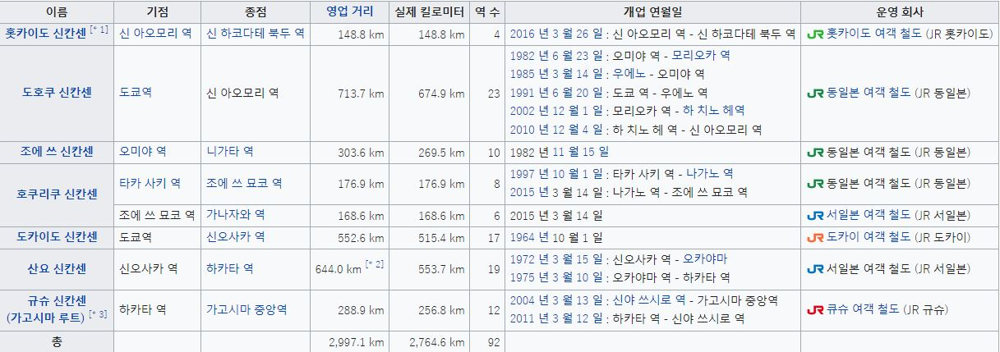 이름 기점 종점 영업 거리 실제 킬로미터 역 수 개업 연월일 운영 회사
홋카이도 신칸센 [* 1] 신 아오모리 역 신 하코다테 북두 역 148.8 km 148.8 km 4 2016 년 3 월 26 일 : 신 아오모리 역 - 신 하코다테 북두 역 JR 홋카이도 여객 철도 (JR 홋카이도)
도호쿠 신칸센 도쿄역 신 아오모리 역 713.7 km 674.9 km 23
1982 년 6 월 23 일 : 오미야 역 - 모리오카 역
1985 년 3 월 14 일 : 우에노 - 오미야 역
1991 년 6 월 20 일 : 도쿄 역 - 우에노 역
2002 년 12 월 1 일 : 모리오카 역 - 하 치노 헤역
2010 년 12 월 4 일 : 하 치노 헤 역 - 신 아오모리 역
JR 동일본 여객 철도 (JR 동일본)
조에 쓰 신칸센 오미야 역 니가타 역 303.6 km 269.5 km 10 1982 년 11 월 15 일 JR 동일본 여객 철도 (JR 동일본)
호쿠리쿠 신칸센 타카 사키 역 조에 쓰 묘코 역 176.9 km 176.9 km 8
1997 년 10 월 1 일 : 타카 사키 역 - 나가노 역
2015 년 3 월 14 일 : 나가노 역 - 조에 쓰 묘코 역
JR 동일본 여객 철도 (JR 동일본)
조에 쓰 묘코 역 가나자와 역 168.6 km 168.6 km 6 2015 년 3 월 14 일 JR 서일본 여객 철도 (JR 서일본)
도카이도 신칸센 도쿄역 신오사카 역 552.6 km 515.4 km 17 1964 년 10 월 1 일 JR 도카이 여객 철도 (JR 도카이)
산요 신칸센 신오사카 역 하카타 역 644.0 km [* 2] 553.7 km 19
1972 년 3 월 15 일 : 신오사카 역 - 오카야마
1975 년 3 월 10 일 : 오카야마 역 - 하카타 역
JR 서일본 여객 철도 (JR 서일본)
규슈 신칸센
(가고시마 루트) [* 3]
하카타 역 가고시마 중앙역 288.9 km 256.8 km 12
2004 년 3 월 13 일 : 신야 쓰시로 역 - 가고시마 중앙역
2011 년 3 월 12 일 : 하카타 역 - 신야 쓰시로 역
JR 큐슈 여객 철도 (JR 큐슈)
총 2,997.1 km 2,764.6 km 92